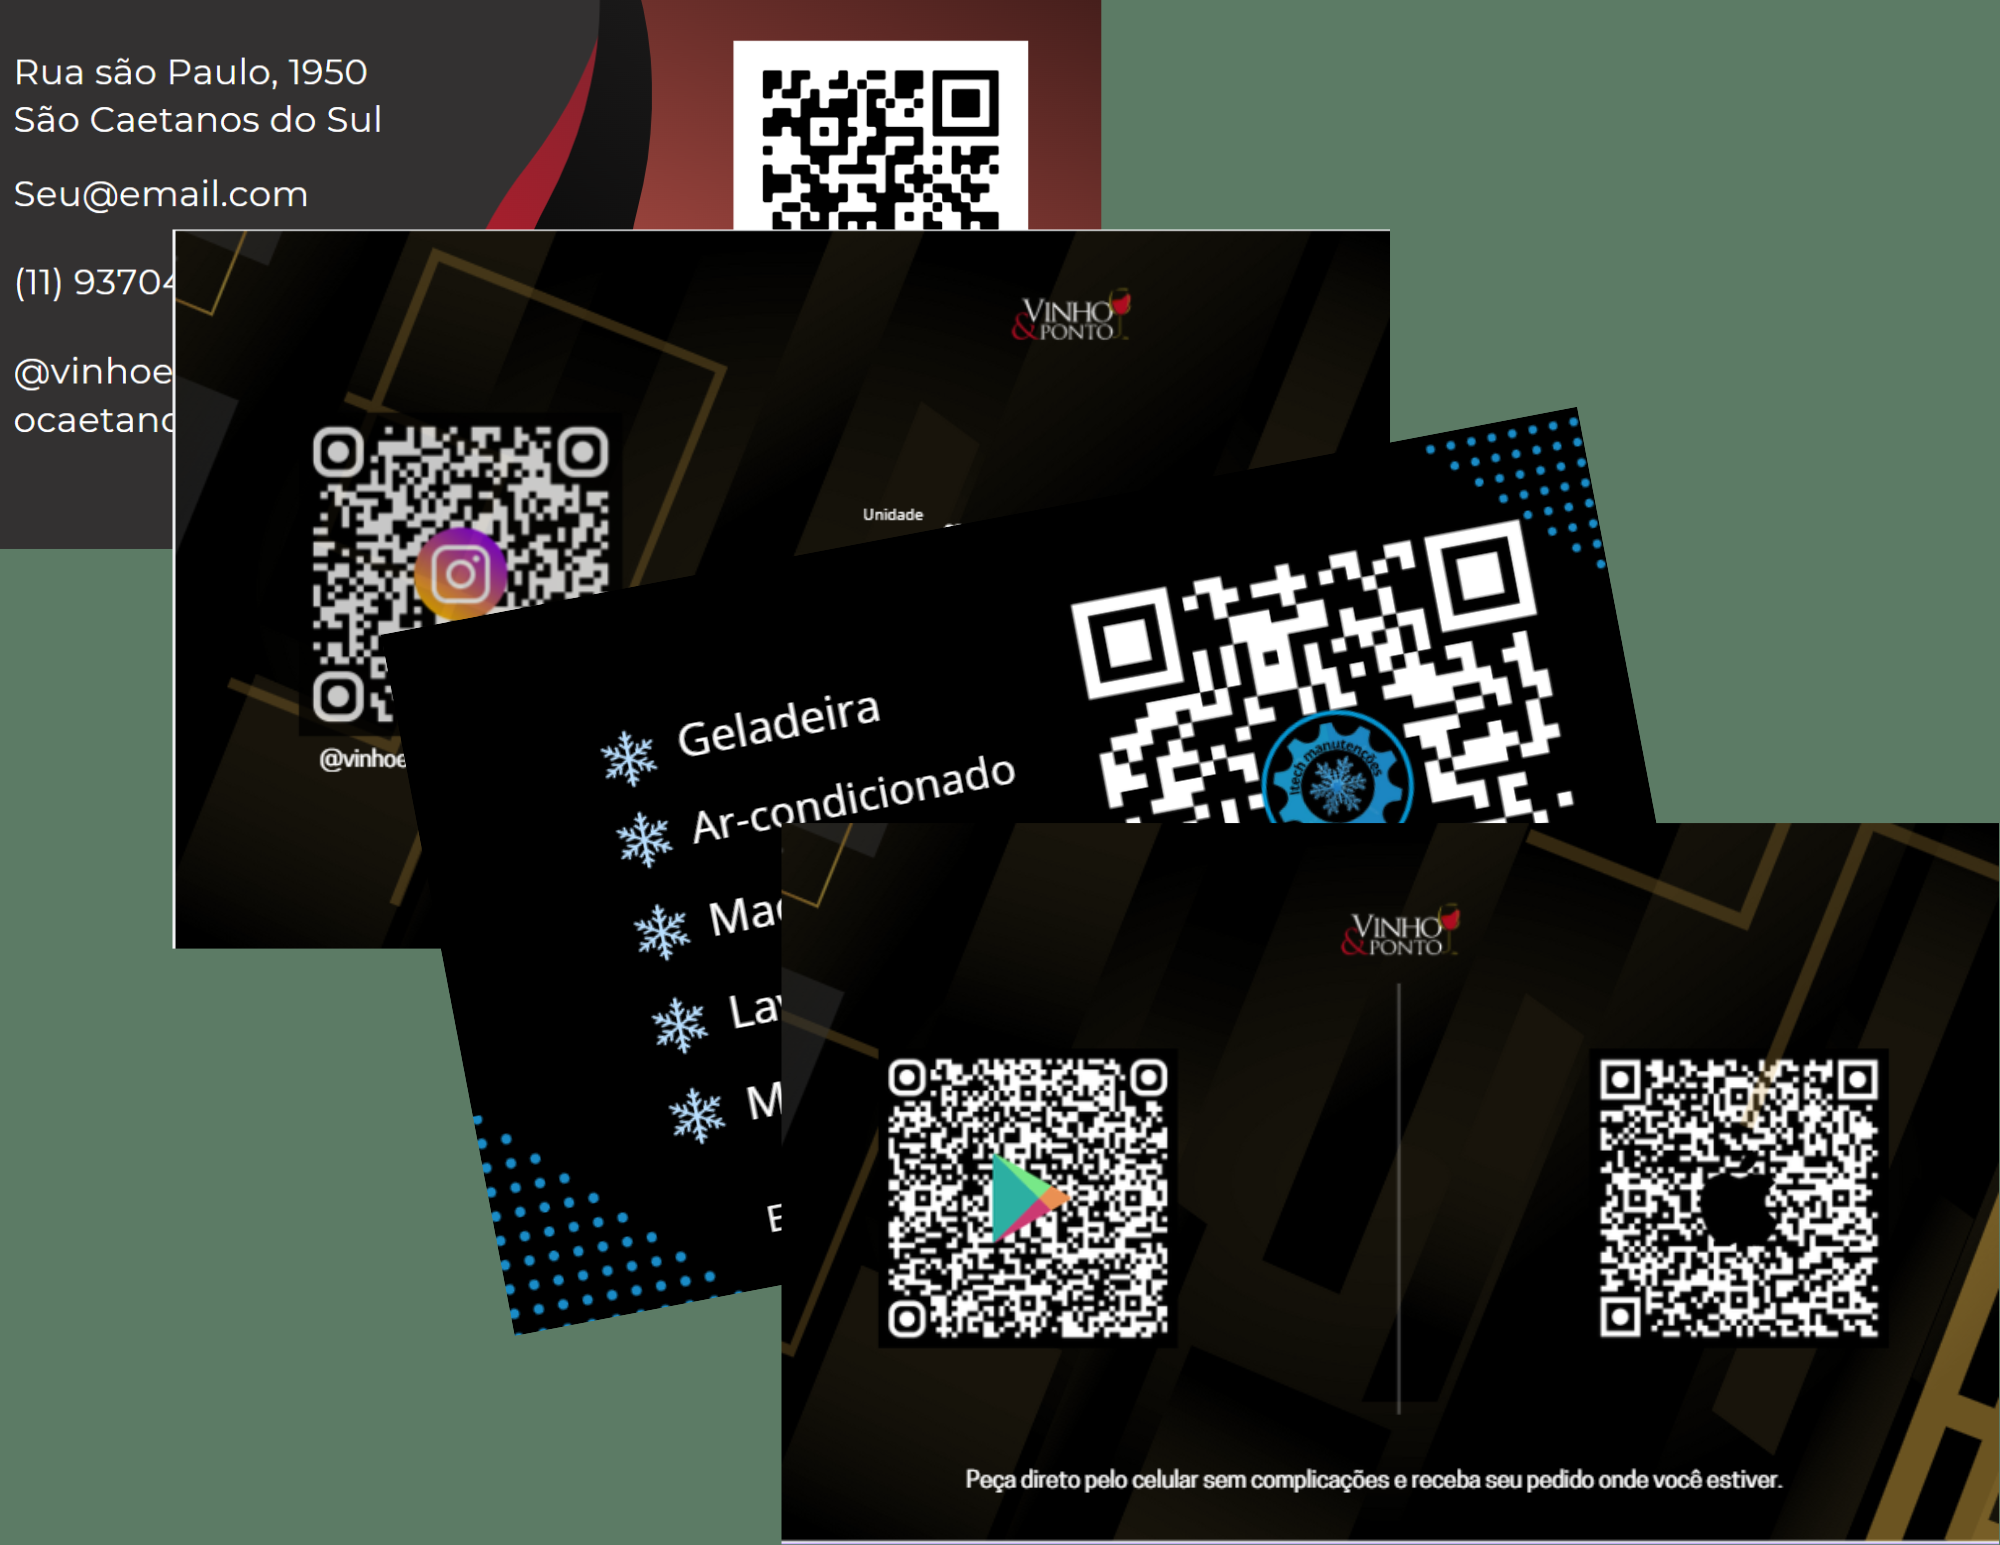 Rua são Paulo, 1950
São Caetanos do Sul
Seu@email.com
(11) 93704
@vinhoe
ocaetano
VINHO
&PONTO
Unidade
@vinhoe
Geladeira
Ar-condicionado
Itech manutenções
La
M
E
VINHO
&PONTO
Peça direto pelo celular sem complicações e receba seu pedido onde você estiver.